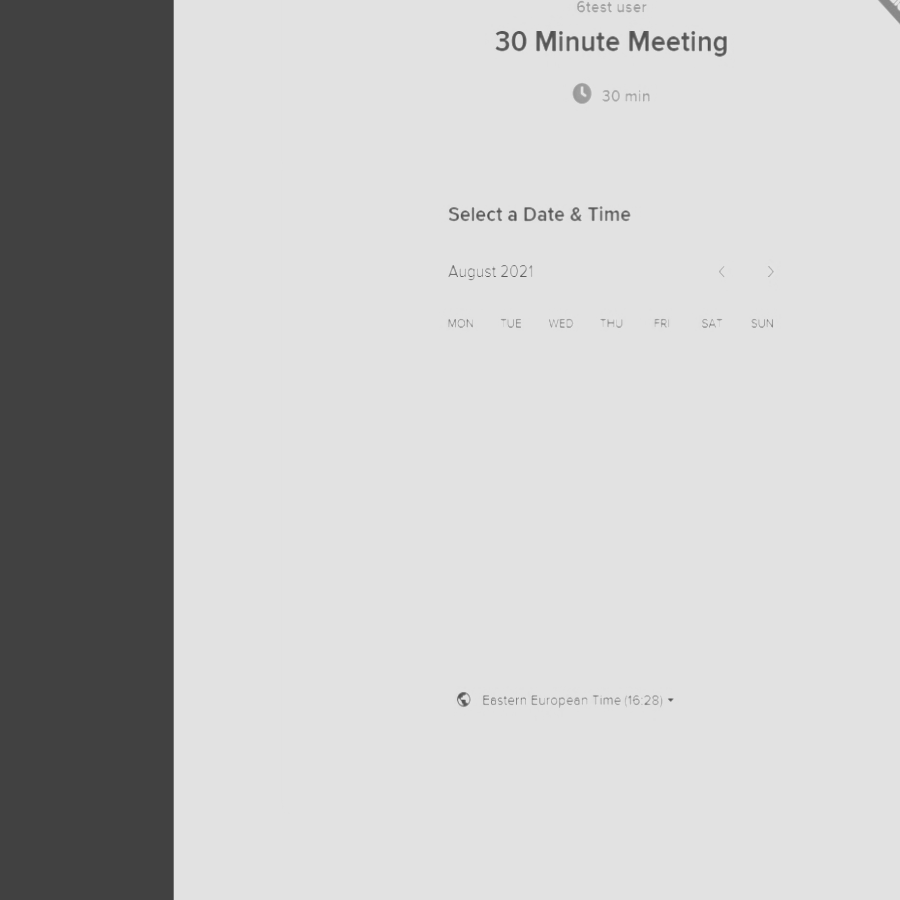 6test user
30 Minute Meeting
30 min
Select a Date & Time
August 2021
MON TUE WED THU FRI SAT SUN
Eastern European Time (16:28)